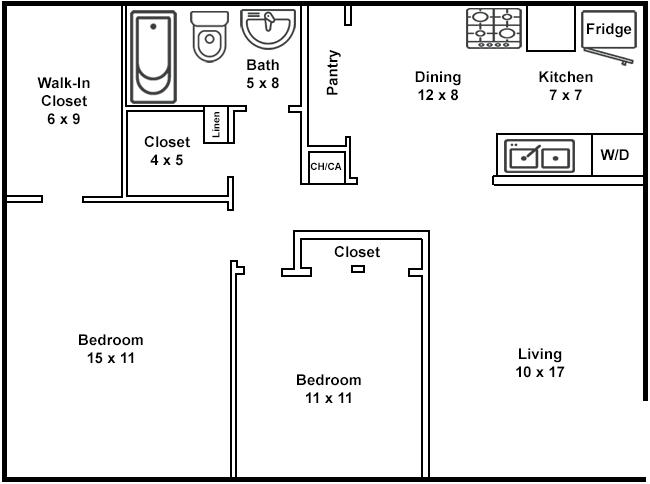 Fridge
Bath
5 x 8
Pantry
Dining
12 x 8
Kitchen
7 x 7
Walk-In
Closet
6 x 9
Linen
Closet
4 x 5
CH/CA
W/D
Closet
Bedroom
15 x 11
Living
10 x 17
Bedroom
11 x 11